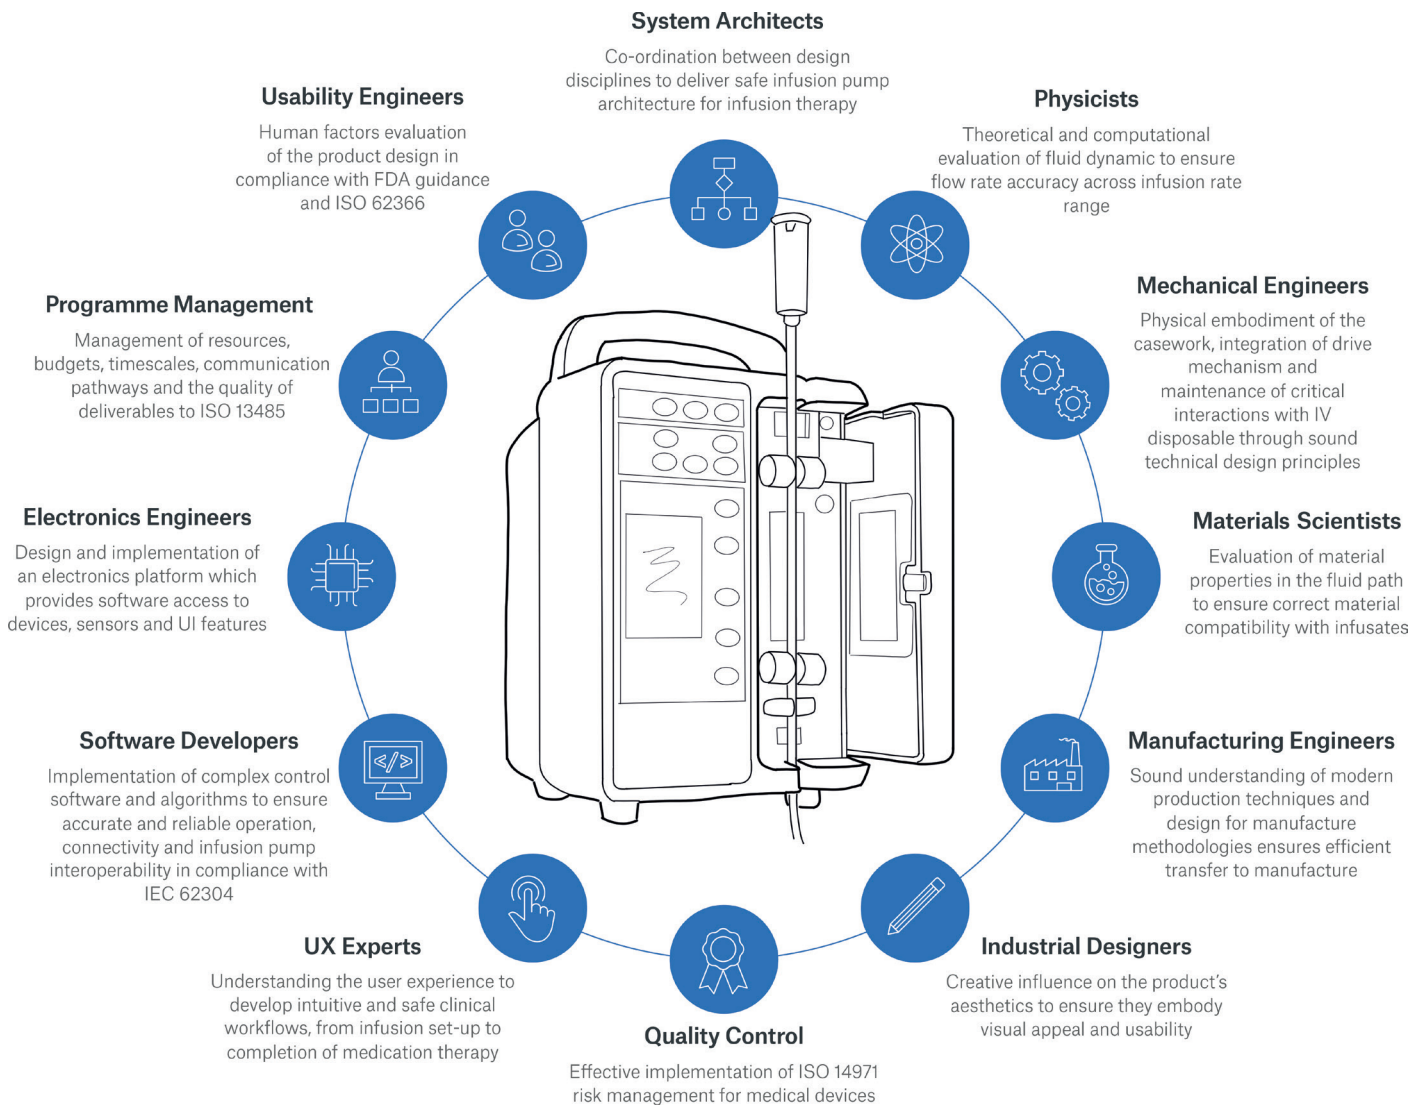 System Architects
Co-ordination between design
disciplines to deliver safe infusion pump
architecture for infusion therapy
Physicists
Theoretical and computational
evaluation of fluid dynamic to ensure
flow rate accuracy across infusion rate
range
Mechanical Engineers
Physical embodiment of the
casework, integration of drive
mechanism and
maintenance of critical
interactions with IV
disposable through sound
technical design principles
Materials Scientists
Evaluation of material
properties in the fluid path
to ensure correct material
compatibility with infusates
Manufacturing Engineers
Sound understanding of modern
production techniques and
design for manufacture
methodologies ensures efficient
transfer to manufacture
Industrial Designers
Creative influence on the product's
aesthetics to ensure they embody
visual appeal and usability
Quality Control
Effective implementation of ISO 14971
risk management for medical devices
UX Experts
Understanding the user experience to
develop intuitive and safe clinical
workflows, from infusion set-up to
completion of medication therapy
Software Developers
Implementation of complex control
software and algorithms to ensure
accurate and reliable operation,
connectivity and infusion pump
interoperability in compliance with
IEC 62304
</>
Electronics Engineers
Design and implementation of
an electronics platform which
provides software access to
devices, sensors and UI features
Programme Management
Management of resources,
budgets, timescales, communication
pathways and the quality of
deliverables to ISO 13485
Usability Engineers
Human factors evaluation
of the product design in
compliance with FDA guidance
and ISO 62366